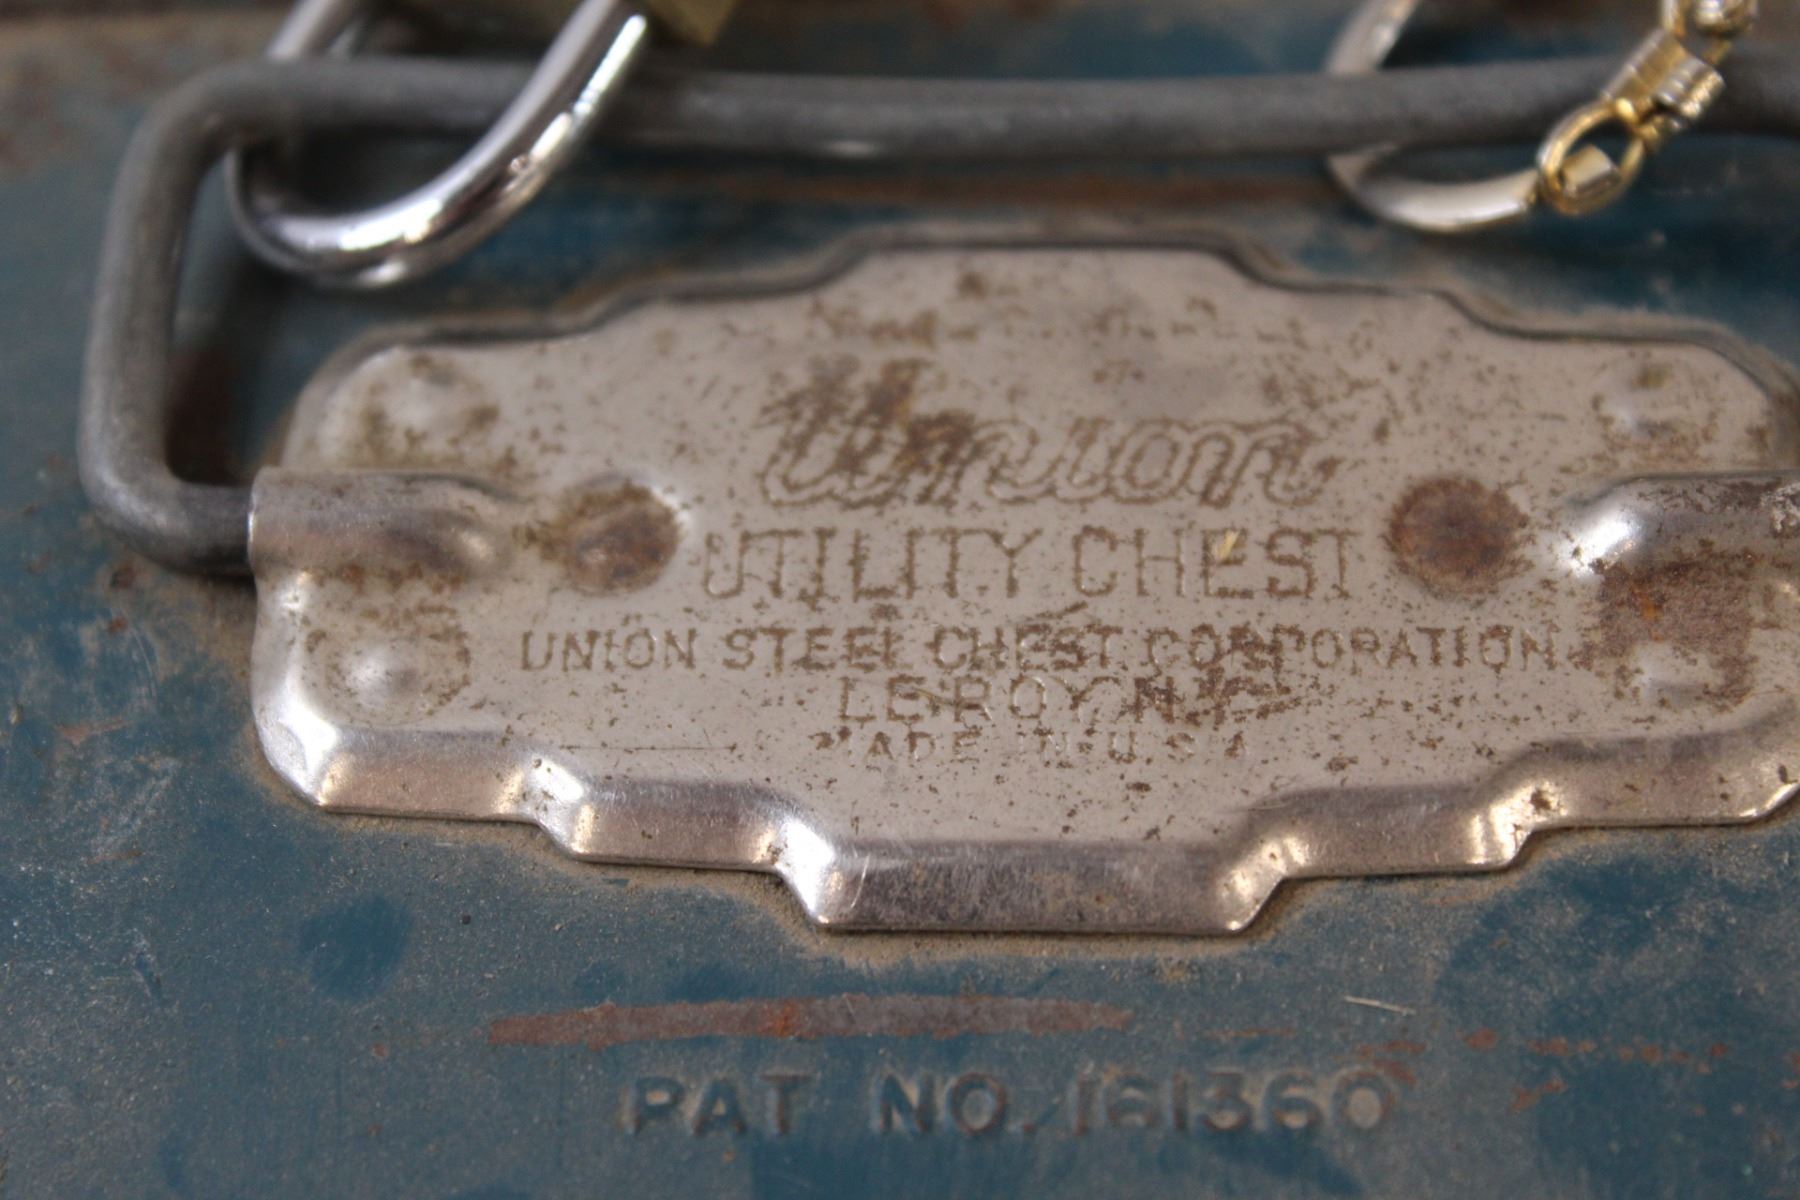 Union
UTILITY CHEST
UNION STEEL CHEST CORPORATION
LE ROY, N.Y.
MADE IN U.S.A
PAT NO. 161360